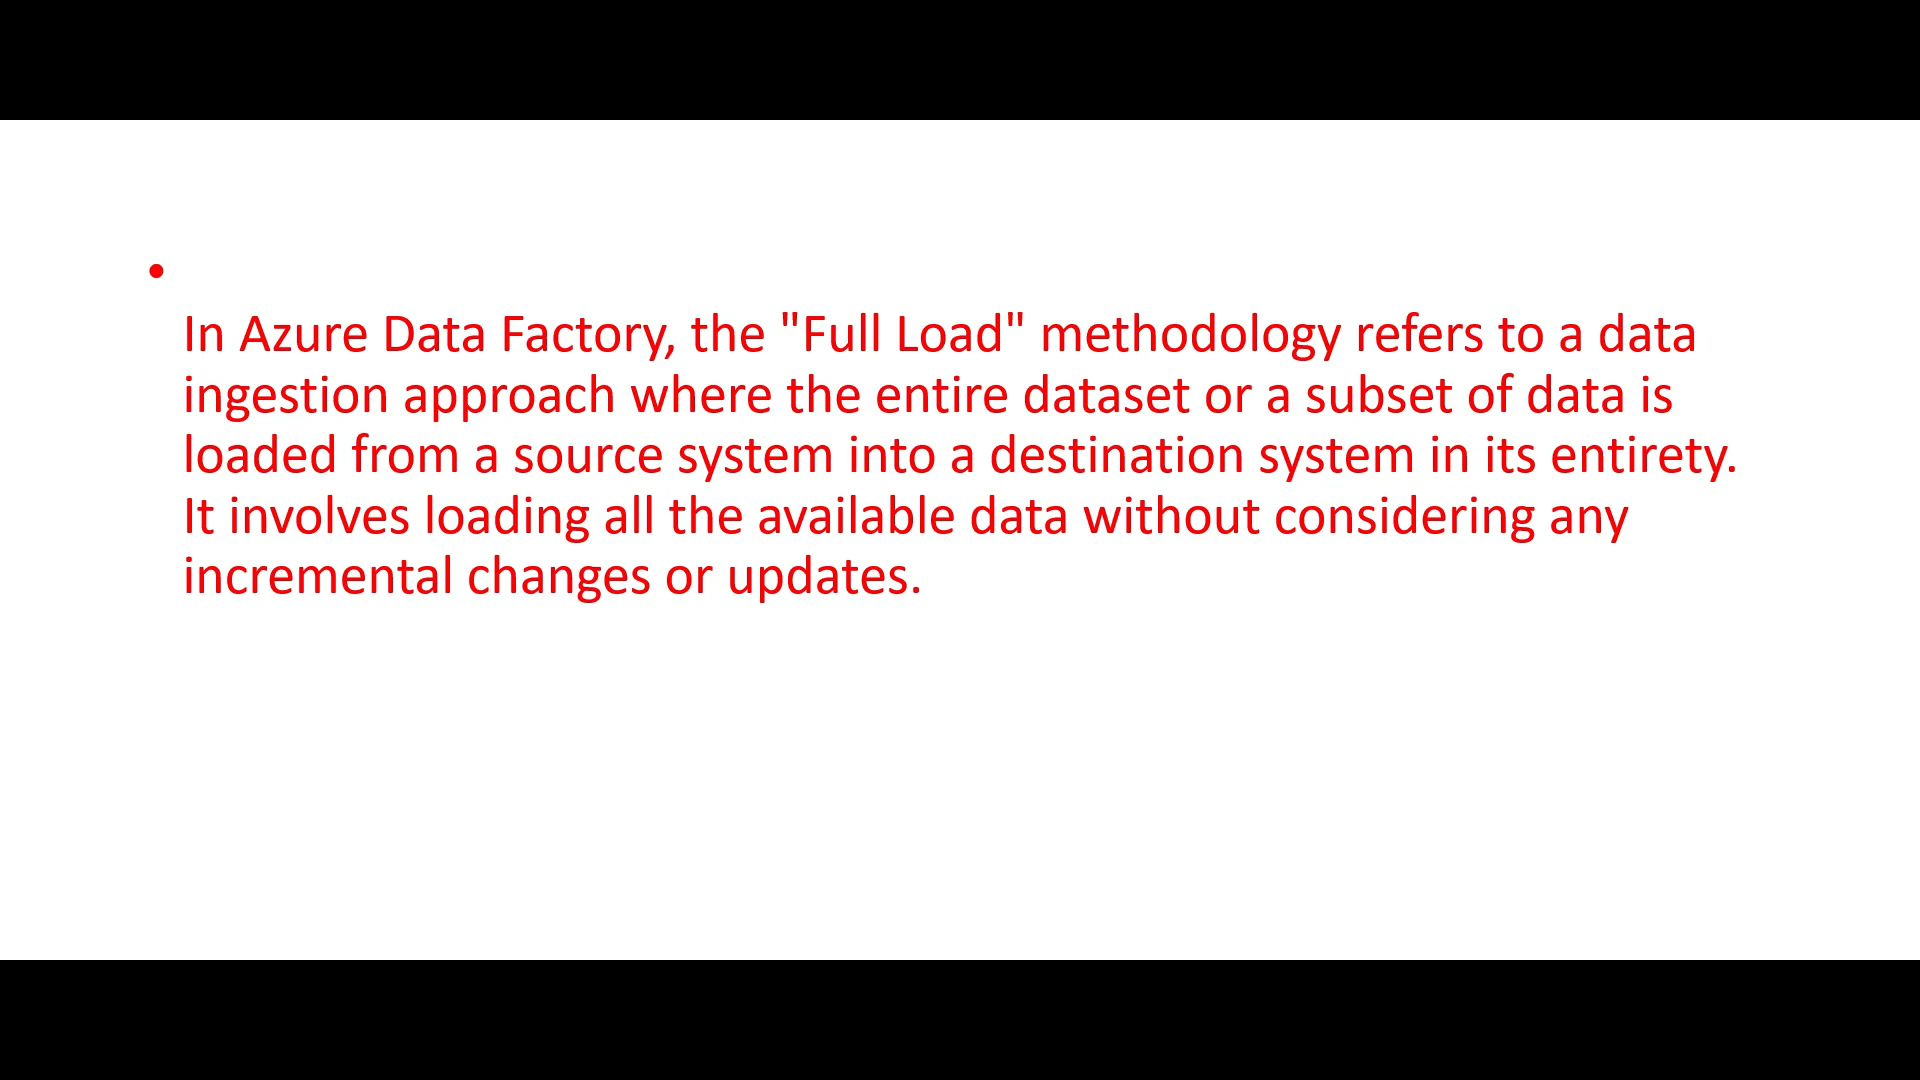 •
In Azure Data Factory, the "Full Load" methodology refers to a data
ingestion approach where the entire dataset or a subset of data is
loaded from a source system into a destination system in its entirety.
It involves loading all the available data without considering any
incremental changes or updates.